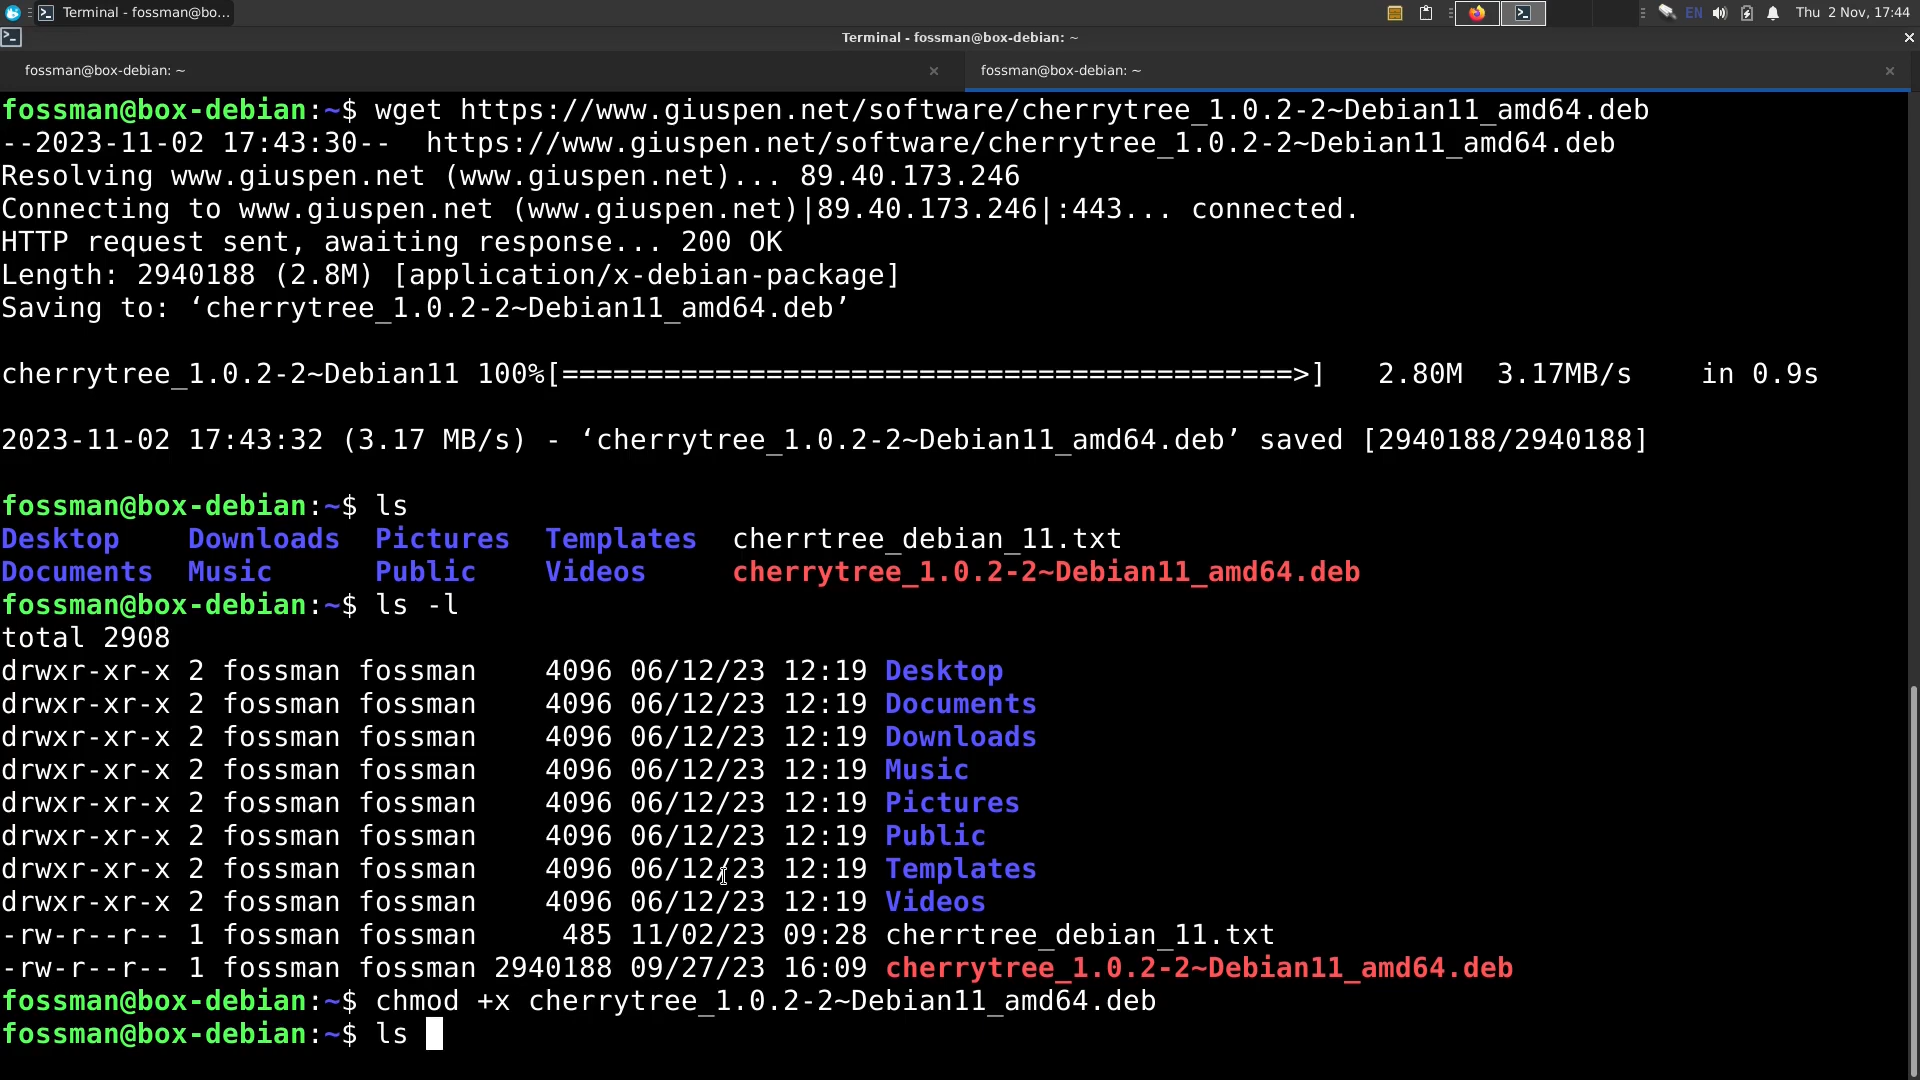 Terminal - fossman@bo...
EN
Thu 2 Nov, 17:44
Terminal - fossman@box-debian: ~
fossman@box-debian: ~
fossman@box-debian: ~
fossman@box-debian:~$ wget https://www.giuspen.net/software/cherrytree_1.0.2-2~Debian11_amd64.deb
--2023-11-02 17:43:30--  https://www.giuspen.net/software/cherrytree_1.0.2-2~Debian11_amd64.deb
Resolving www.giuspen.net (www.giuspen.net)... 89.40.173.246
Connecting to www.giuspen.net (www.giuspen.net)|89.40.173.246|:443... connected.
HTTP request sent, awaiting response... 200 OK
Length: 2940188 (2.8M) [application/x-debian-package]
Saving to: ‘cherrytree_1.0.2-2~Debian11_amd64.deb’
cherrytree_1.0.2-2~Debian11 100%[===========================================>]   2.80M  3.17MB/s    in 0.9s
2023-11-02 17:43:32 (3.17 MB/s) - ‘cherrytree_1.0.2-2~Debian11_amd64.deb’ saved [2940188/2940188]
fossman@box-debian:~$ ls
Desktop    Downloads  Pictures  Templates  cherrtree_debian_11.txt
Documents  Music      Public    Videos     cherrytree_1.0.2-2~Debian11_amd64.deb
fossman@box-debian:~$ ls -l
total 2908
drwxr-xr-x 2 fossman fossman    4096 06/12/23 12:19 Desktop
drwxr-xr-x 2 fossman fossman    4096 06/12/23 12:19 Documents
drwxr-xr-x 2 fossman fossman    4096 06/12/23 12:19 Downloads
drwxr-xr-x 2 fossman fossman    4096 06/12/23 12:19 Music
drwxr-xr-x 2 fossman fossman    4096 06/12/23 12:19 Pictures
drwxr-xr-x 2 fossman fossman    4096 06/12/23 12:19 Public
drwxr-xr-x 2 fossman fossman    4096 06/12/23 12:19 Templates
drwxr-xr-x 2 fossman fossman    4096 06/12/23 12:19 Videos
-rw-r--r-- 1 fossman fossman     485 11/02/23 09:28 cherrtree_debian_11.txt
-rw-r--r-- 1 fossman fossman 2940188 09/27/23 16:09 cherrytree_1.0.2-2~Debian11_amd64.deb
fossman@box-debian:~$ chmod +x cherrytree_1.0.2-2~Debian11_amd64.deb
fossman@box-debian:~$ ls